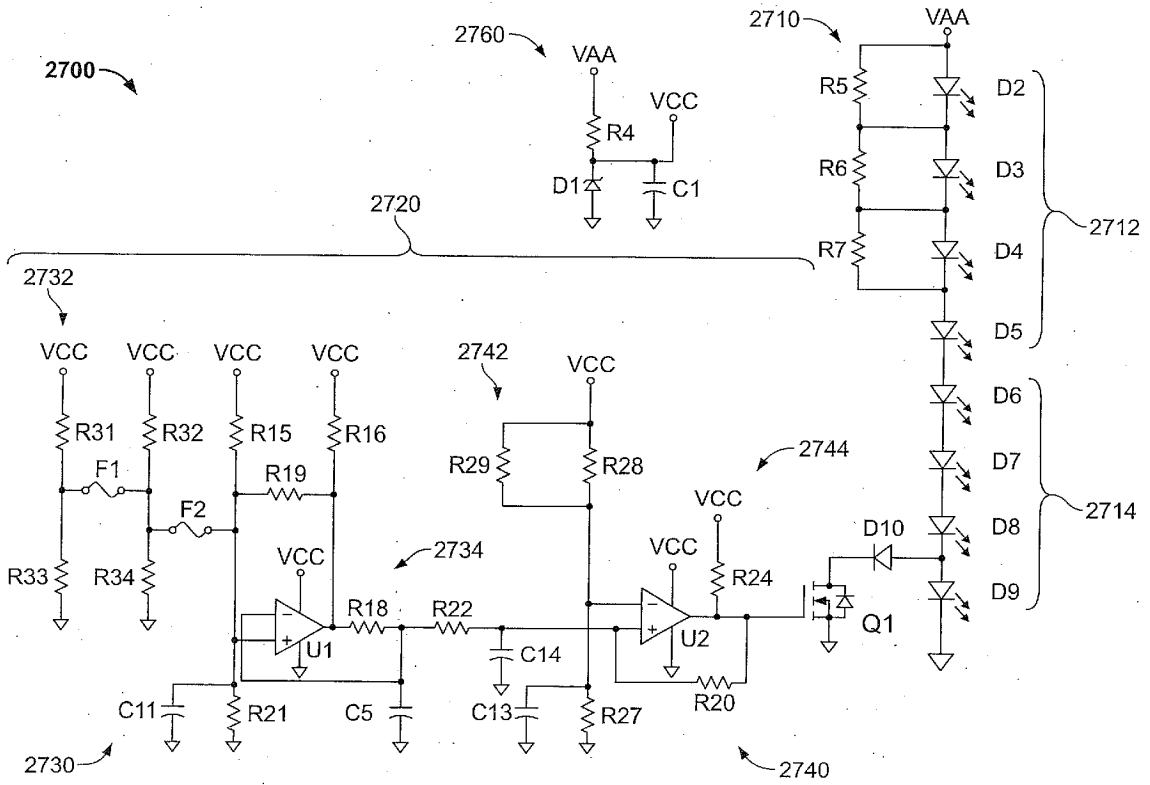 2700
2760
VAA
VCC
R4
D1
C1
2710
VAA
R5
D2
R6
D3
R7
D4
D5
2712
D6
D7
D8
D9
2714
D10
Q1
2720
2732
VCC
VCC
VCC
VCC
R31
R32
R15
R16
F1
R19
F2
R33
R34
VCC
2734
R18
R22
U1
C11
R21
C5
2730
2742
VCC
R29
R28
2744
VCC
VCC
R24
U2
C14
C13
R27
R20
2740